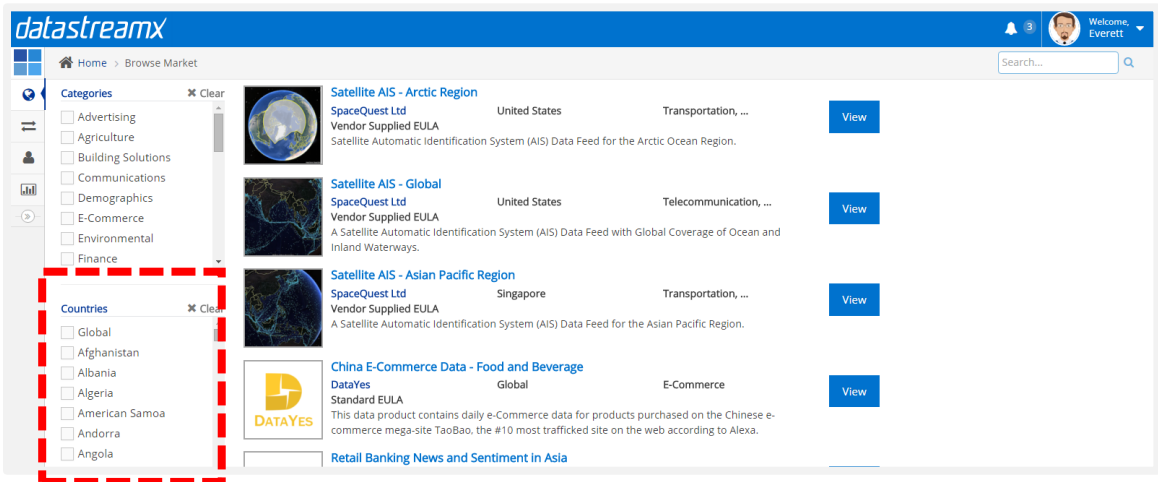 datastreamx
3
Welcome,
Everett
Home > Browse Market
Search...
Categories
✖ Clear
Advertising
Agriculture
Building Solutions
Communications
Demographics
E-Commerce
Environmental
Finance
Countries
✖ Clear
Global
Afghanistan
Albania
Algeria
American Samoa
Andorra
Angola
Satellite AIS - Arctic Region
SpaceQuest Ltd United States Transportation, ...
Vendor Supplied EULA
Satellite Automatic Identification System (AIS) Data Feed for the Arctic Ocean Region.
View
Satellite AIS - Global
SpaceQuest Ltd United States Telecommunication, ...
Vendor Supplied EULA
A Satellite Automatic Identification System (AIS) Data Feed with Global Coverage of Ocean and
Inland Waterways.
View
Satellite AIS - Asian Pacific Region
SpaceQuest Ltd Singapore Transportation, ...
Vendor Supplied EULA
A Satellite Automatic Identification System (AIS) Data Feed for the Asian Pacific Region.
View
DATAYES
China E-Commerce Data - Food and Beverage
DataYes Global E-Commerce
Standard EULA
This data product contains daily e-Commerce data for products purchased on the Chinese e-
commerce mega-site TaoBao, the #10 most trafficked site on the web according to Alexa.
View
Retail Banking News and Sentiment in Asia